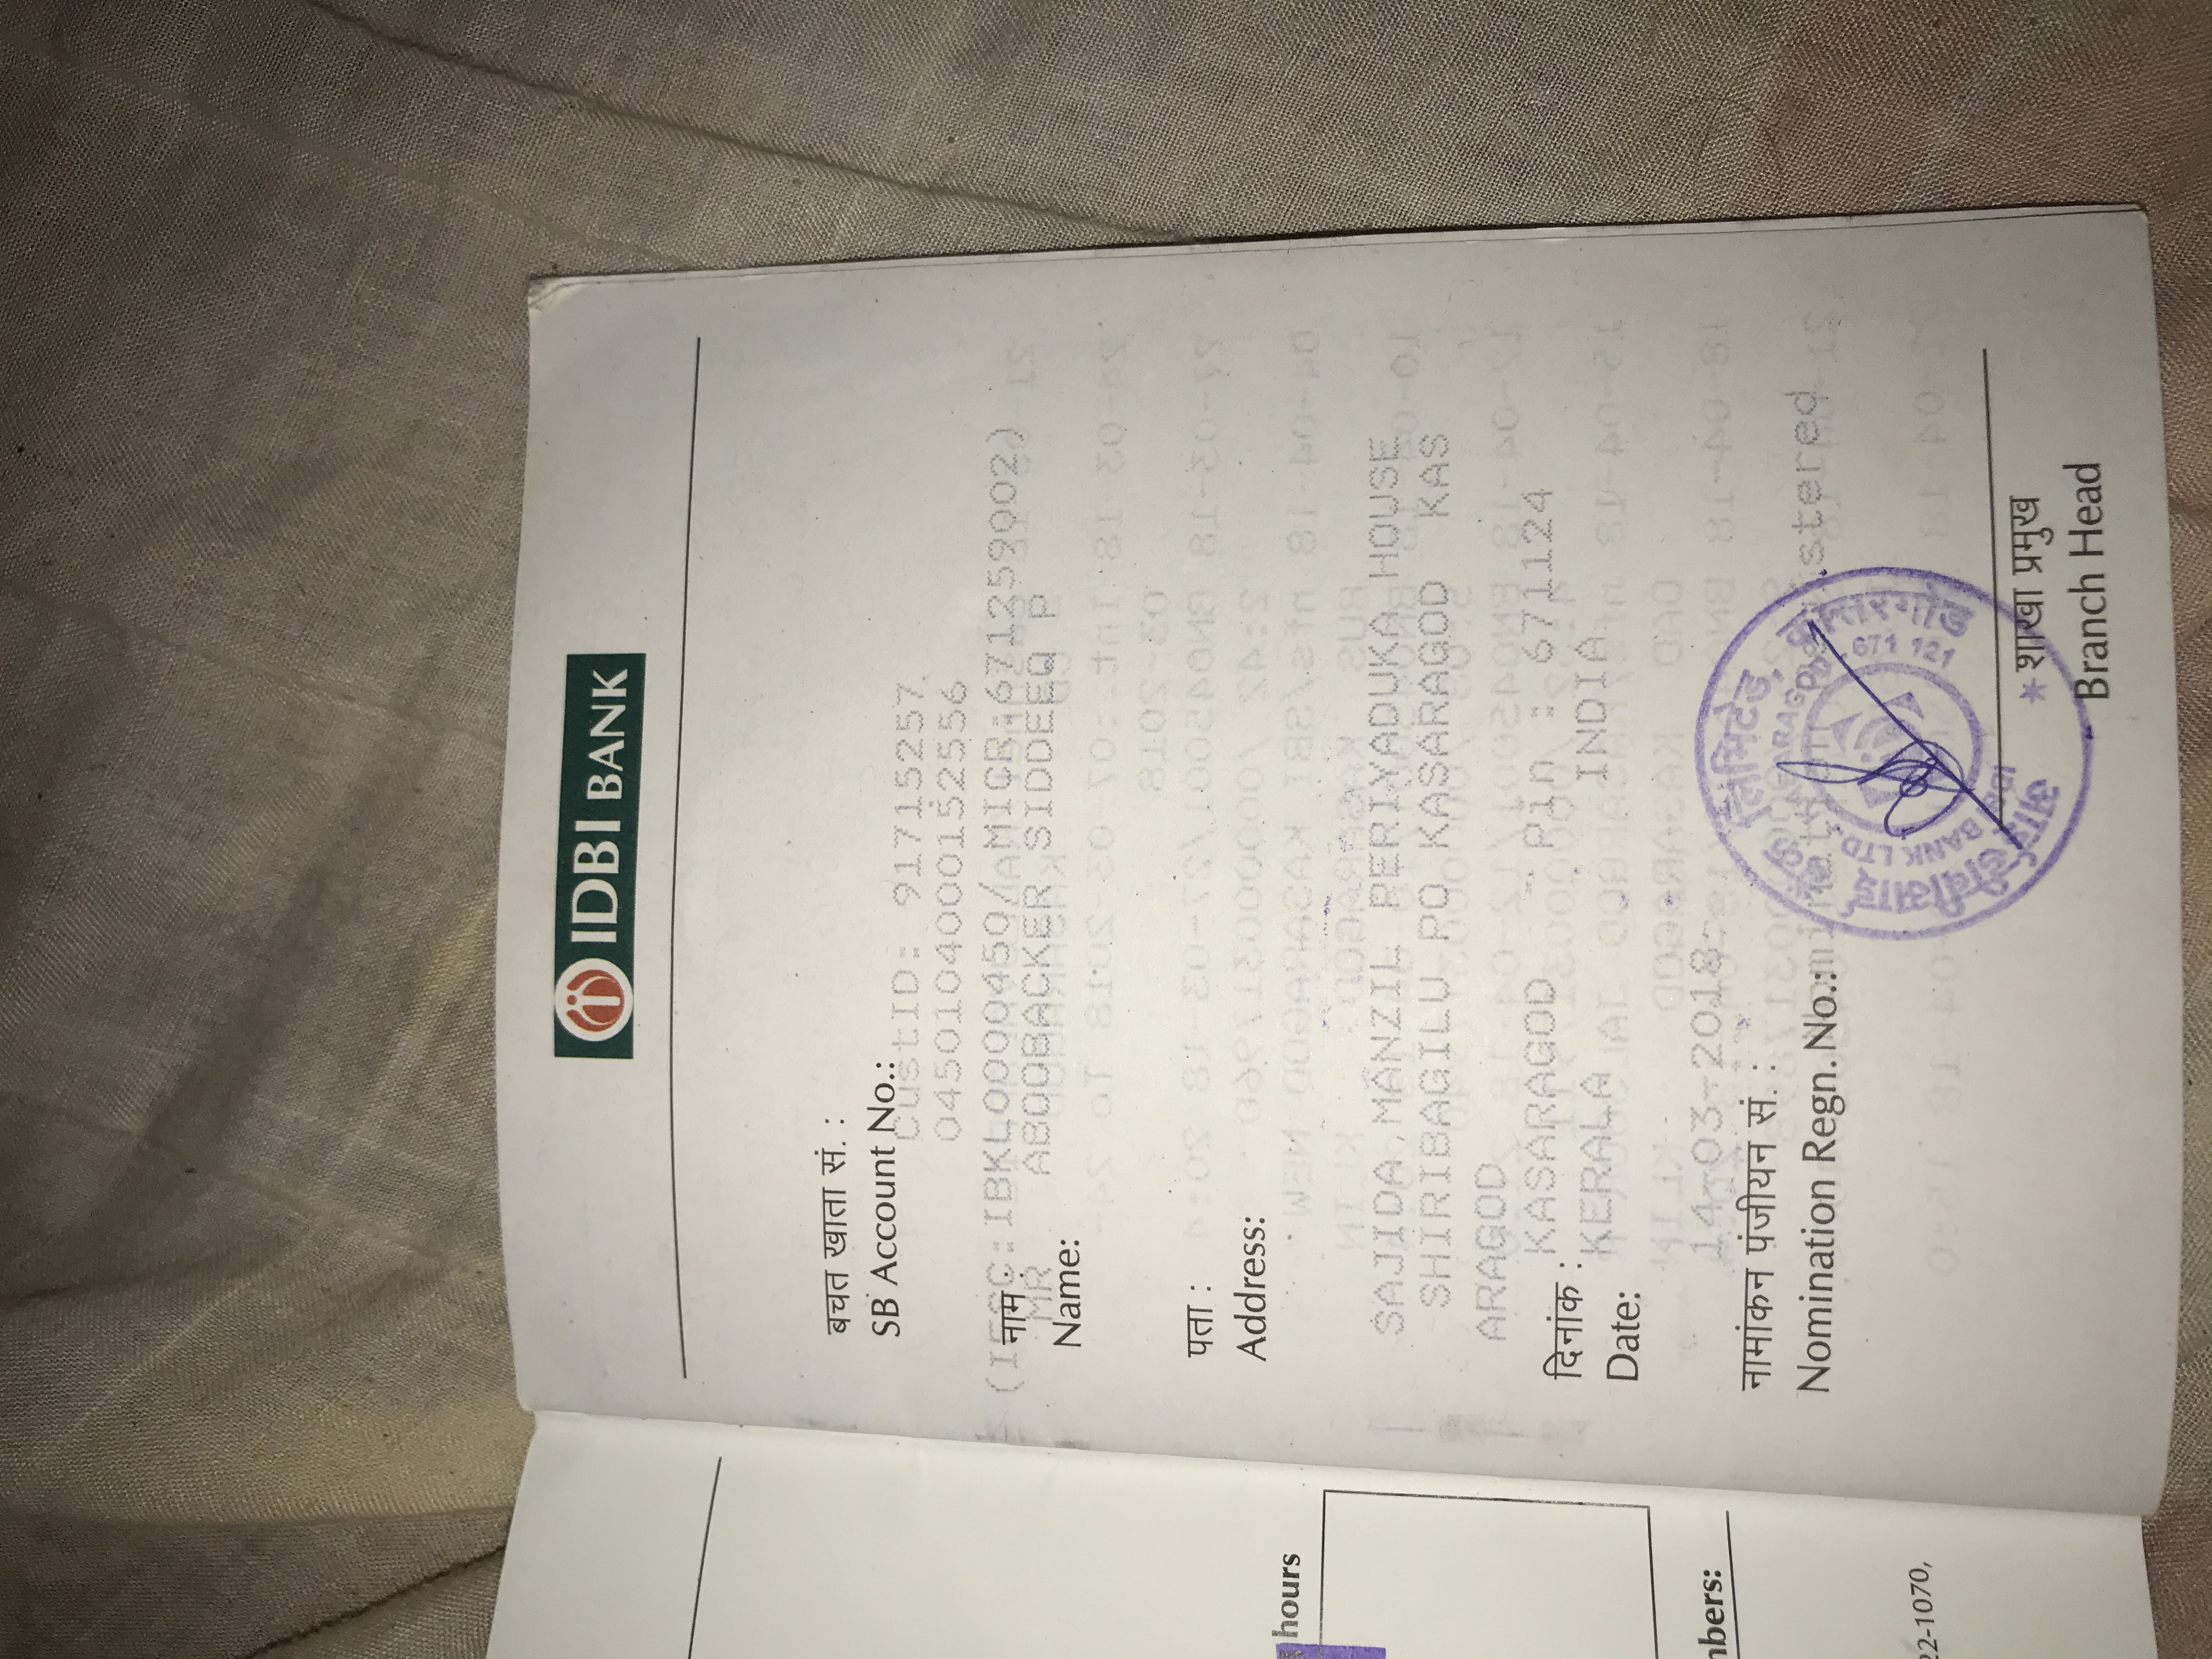 hours
nbers:
22-1070,
IDBI BANK
बचत खाता सं. :
SB Account No.:
CustID: 91715257
0450104000152556
(IFSC:IBKL0000450/ MICR:671259002)
नाम :
MR ABOOBACKER SIDDEEQ P
Name:
पता :
Address:
SAJIDA MANZIL PERIYADUKA HOUSE
SHIRIBAGILU PO KASARAGOD KAS
ARAGOD
KASARAGOD Pin : 671124
दिनांक :
KERALA INDIA
Date:
14-03-2018
नामांकन पंजीयन सं. :
Nomination Regn. No.: Nomination Registered
आईडीबीआई बैंक लिमिटेड, कासरगोड
IDBI BANK LTD., KASARAGOD - 671 121
* शाखा प्रमुख
Branch Head